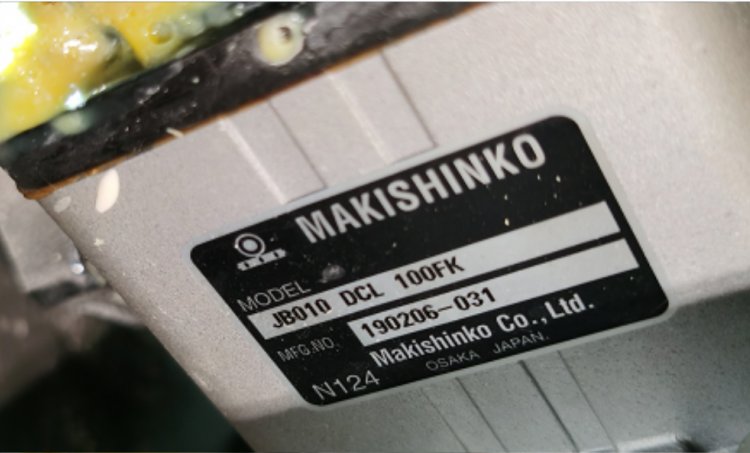 MAKISHINKO
MODEL
JB010 DCL 100FK
MFG.NO. 190206-031
Makishinko Co.,Ltd.
N124 OSAKA JAPAN.